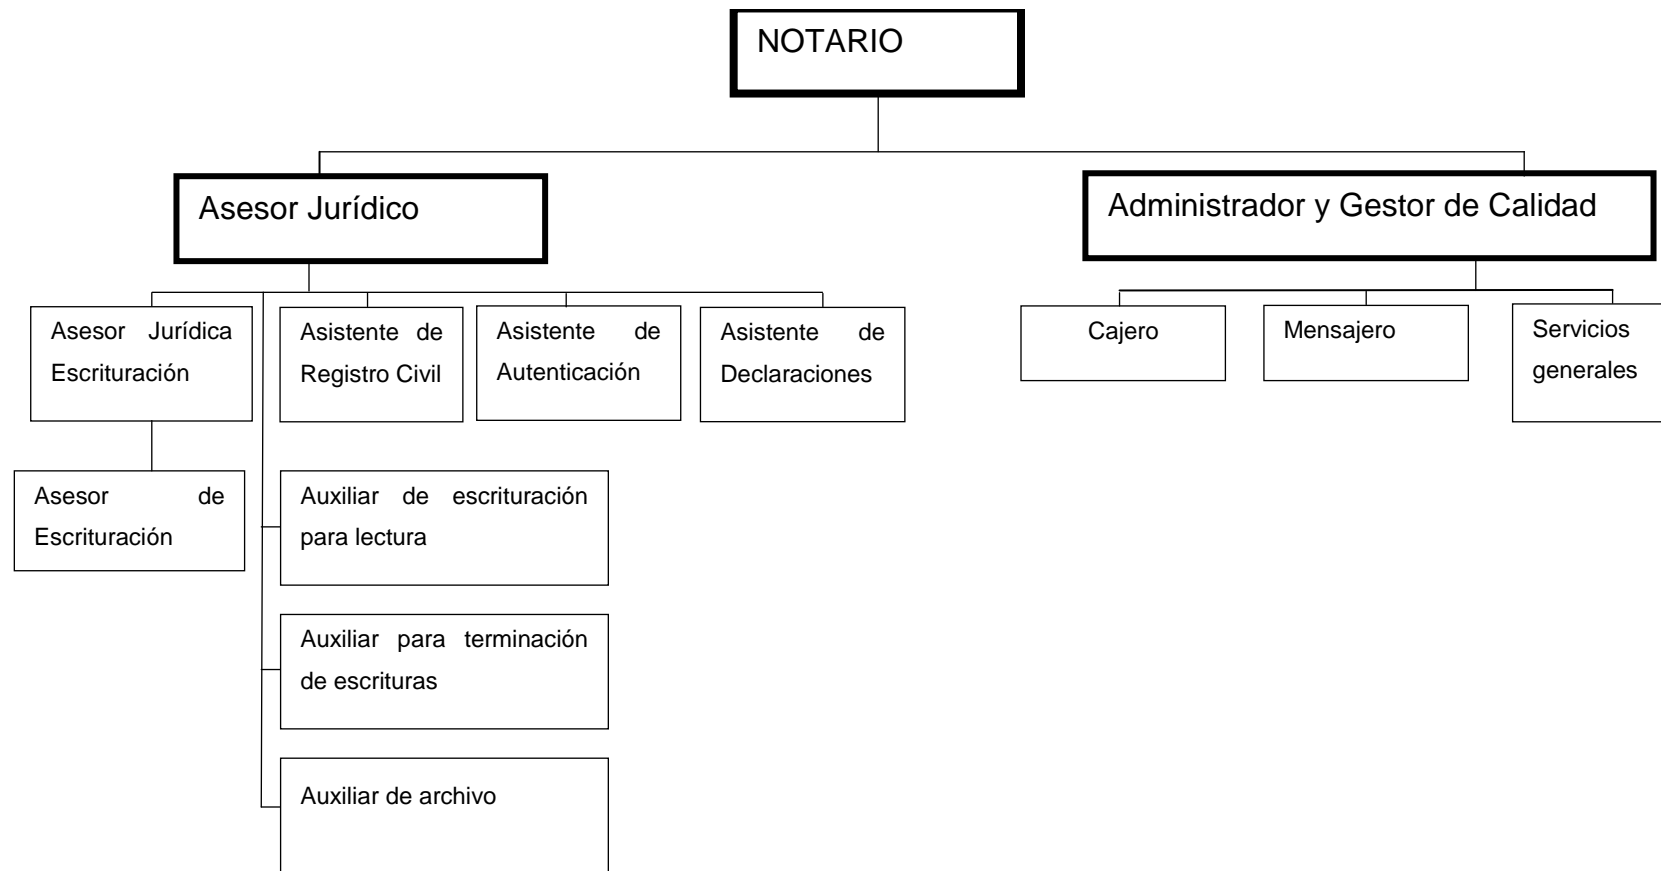 NOTARIO
Asesor Jurídico
Administrador y Gestor de Calidad
Asesor Jurídica
Escrituración
Asistente de
Registro Civil
Asistente de
Autenticación
Asistente de
Declaraciones
Cajero
Mensajero
Servicios
generales
Asesor de
Escrituración
Auxiliar de escrituración
para lectura
Auxiliar para terminación
de escrituras
Auxiliar de archivo